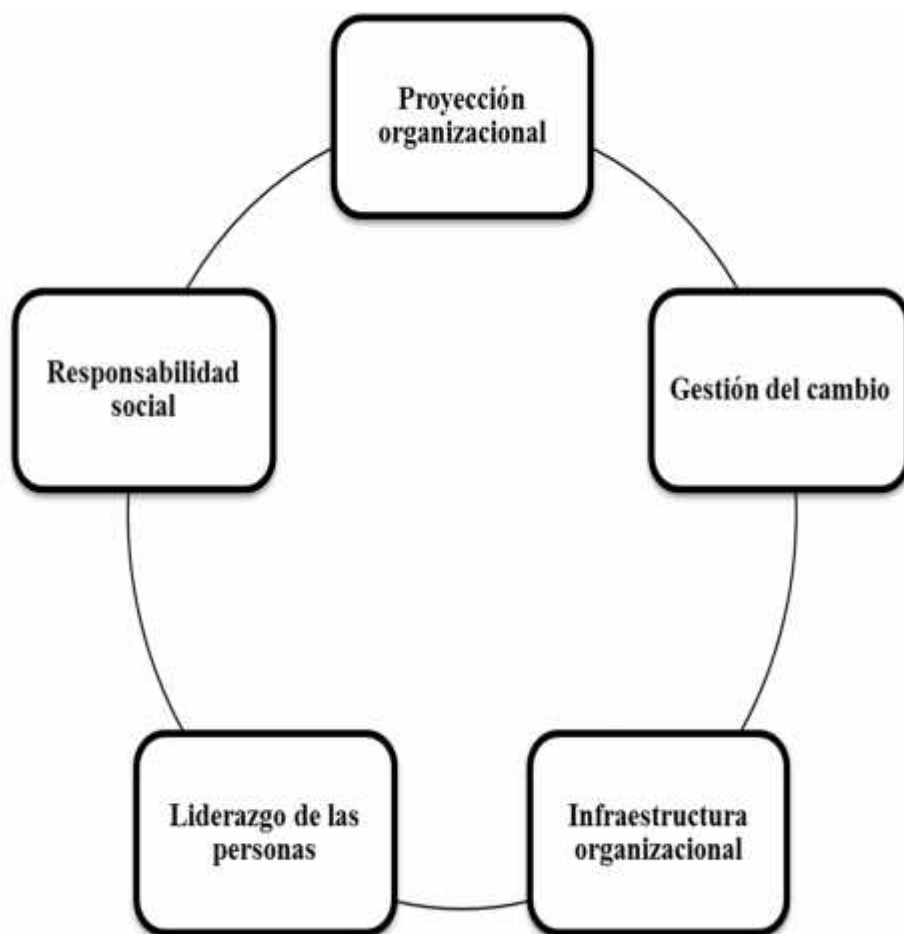 Proyección
organizacional
Responsabilidad
social
Gestión del cambio
Liderazgo de las
personas
Infraestructura
organizacional